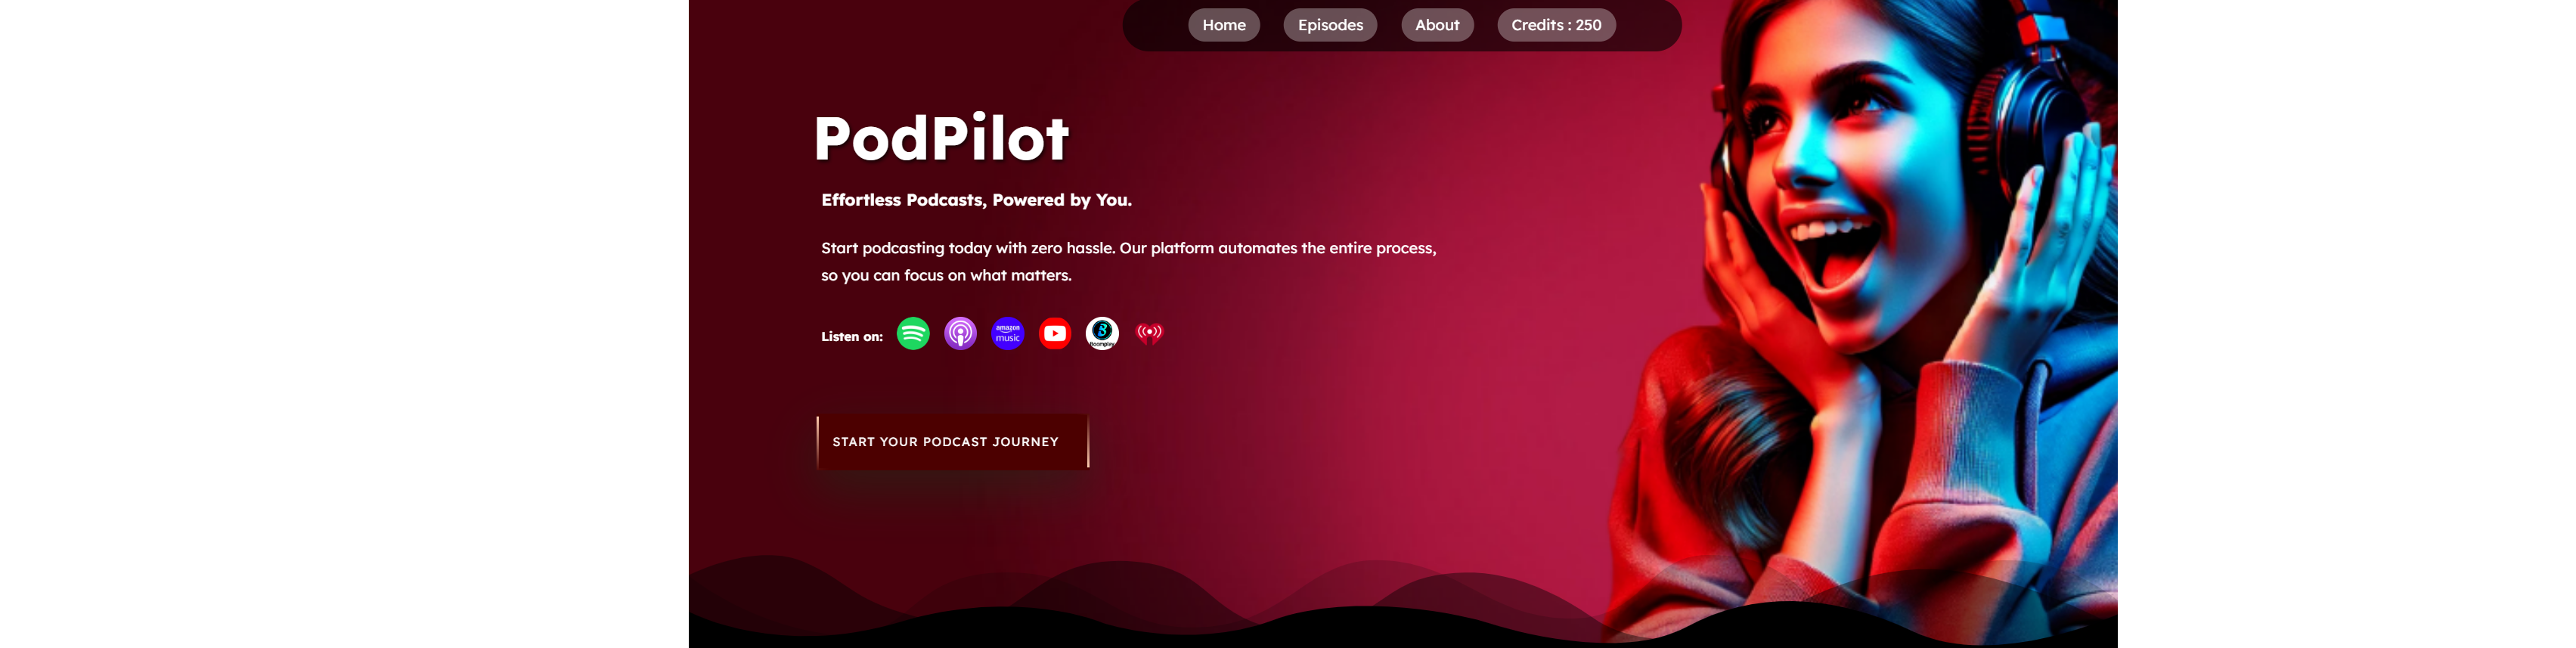 Home Episodes About Credits : 250
PodPilot
Effortless Podcasts, Powered by You.
Start podcasting today with zero hassle. Our platform automates the entire process,
so you can focus on what matters.
Listen on: amazon music Boomplay
START YOUR PODCAST JOURNEY